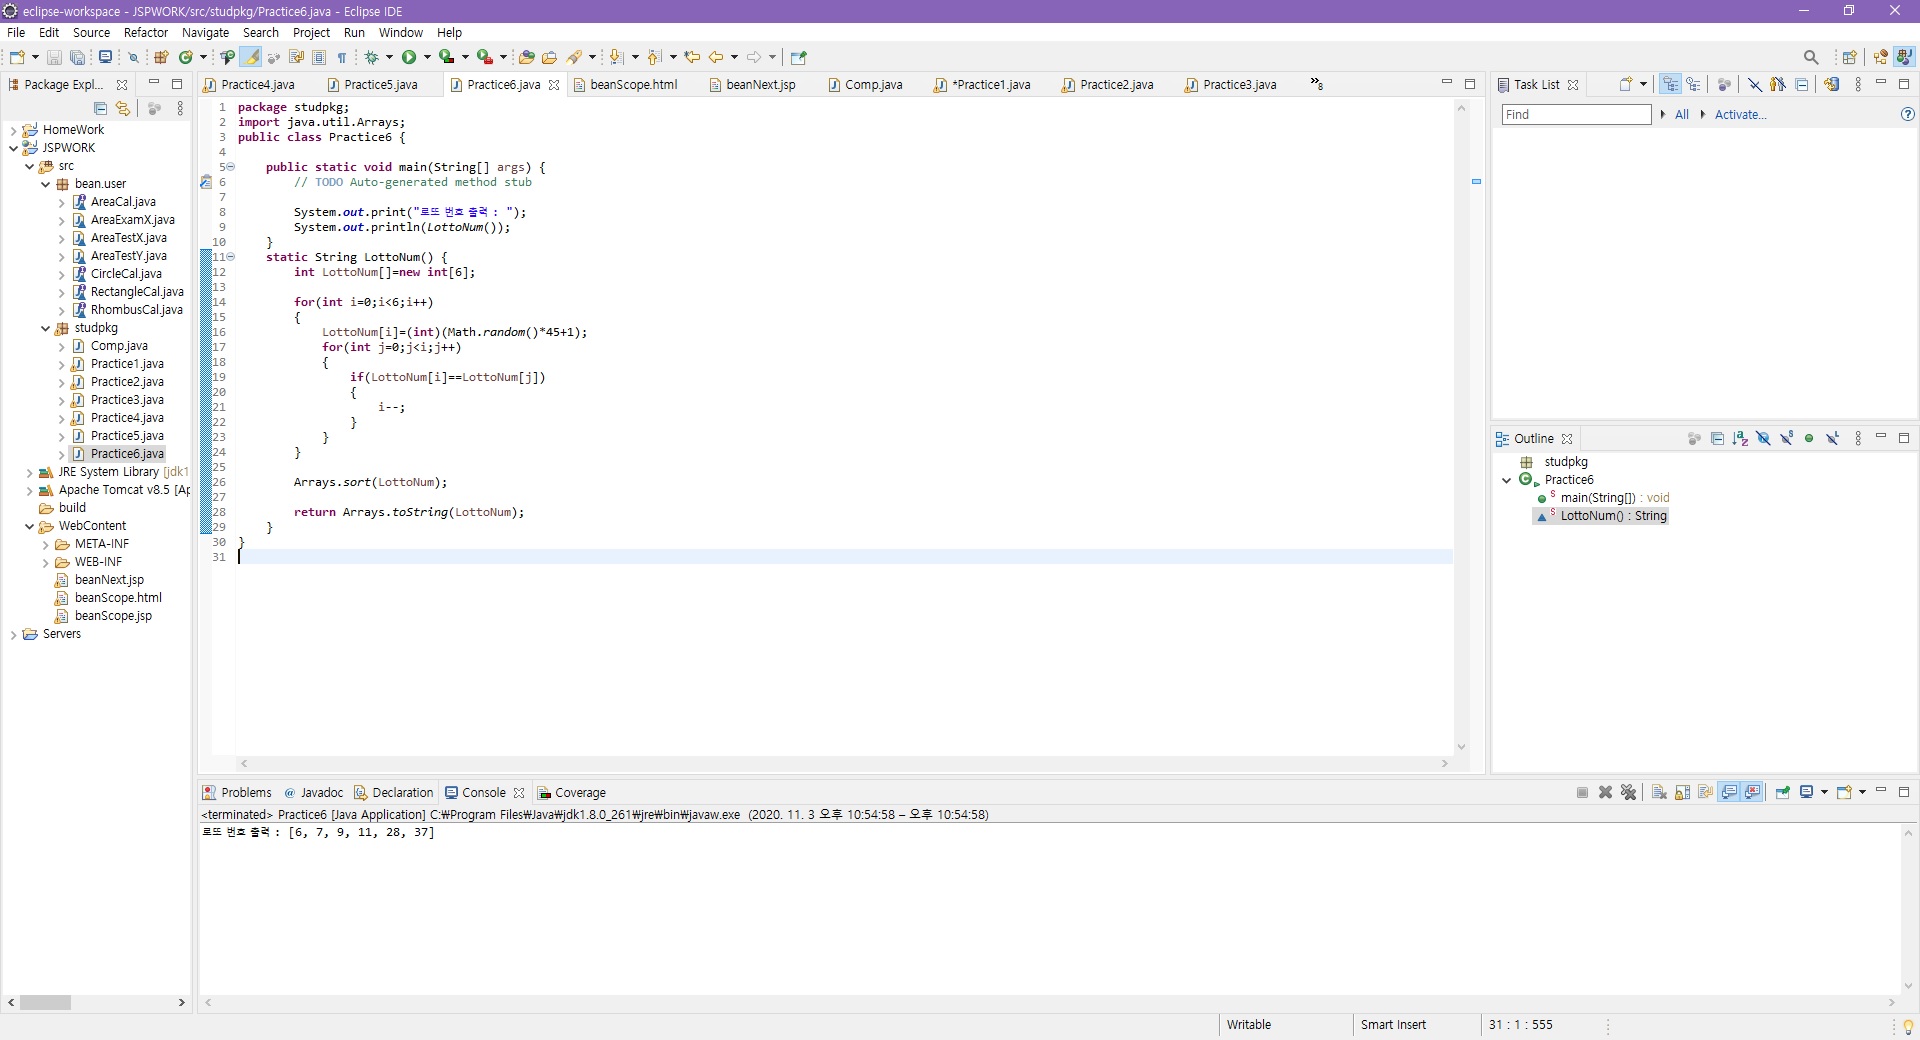 eclipse-workspace - JSPWORK/src/studpkg/Practice6.java - Eclipse IDE
File Edit Source Refactor Navigate Search Project Run Window Help
Package Expl...
HomeWork
JSPWORK
src
bean.user
AreaCal.java
AreaExamX.java
AreaTestX.java
AreaTestY.java
CircleCal.java
RectangleCal.java
RhombusCal.java
studpkg
Comp.java
Practice1.java
Practice2.java
Practice3.java
Practice4.java
Practice5.java
Practice6.java
JRE System Library [jdk1
Apache Tomcat v8.5 [Ap
build
WebContent
META-INF
WEB-INF
beanNext.jsp
beanScope.html
beanScope.jsp
Servers
Practice4.java Practice5.java Practice6.java beanScope.html beanNext.jsp Comp.java *Practice1.java Practice2.java Practice3.java »8
1 package studpkg;
2 import java.util.Arrays;
3 public class Practice6 {
4
5 public static void main(String[] args) {
6 // TODO Auto-generated method stub
7
8 System.out.print("로또 번호 출력 : ");
9 System.out.println(LottoNum());
10 }
11 static String LottoNum() {
12 int LottoNum[]=new int[6];
13
14 for(int i=0;i<6;i++)
15 {
16 LottoNum[i]=(int)(Math.random()*45+1);
17 for(int j=0;j<i;j++)
18 {
19 if(LottoNum[i]==LottoNum[j])
20 {
21 i--;
22 }
23 }
24 }
25
26 Arrays.sort(LottoNum);
27
28 return Arrays.toString(LottoNum);
29 }
30 }
31
Task List
Find All Activate...
Outline
studpkg
Practice6
main(String[]) : void
LottoNum() : String
Problems @ Javadoc Declaration Console Coverage
<terminated> Practice6 [Java Application] C:₩Program Files₩Java₩jdk1.8.0_261₩jre₩bin₩javaw.exe (2020. 11. 3 오후 10:54:58 – 오후 10:54:58)
로또 번호 출력 : [6, 7, 9, 11, 28, 37]
Writable Smart Insert 31 : 1 : 555